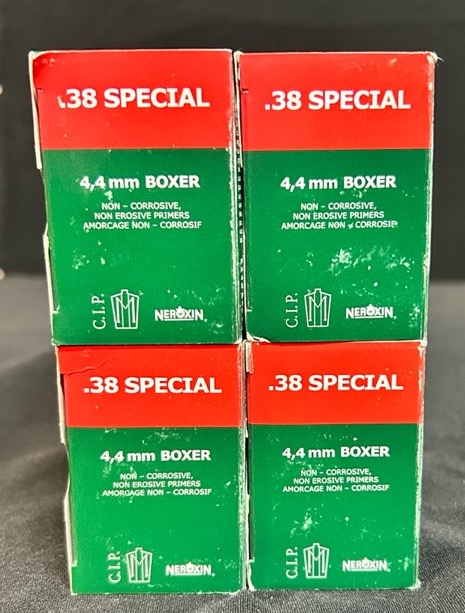 .38 SPECIAL
4,4 mm BOXER
NON – CORROSIVE,
NON EROSIVE PRIMERS
AMORCAGE NON – CORROSIF
C.I.P.
NEROXIN
.38 SPECIAL
4,4 mm BOXER
NON – CORROSIVE,
NON EROSIVE PRIMERS
AMORCAGE NON – CORROSIF
C.I.P.
NEROXIN
.38 SPECIAL
4,4 mm BOXER
NON – CORROSIVE,
NON EROSIVE PRIMERS
AMORCAGE NON – CORROSIF
C.I.P.
NEROXIN
.38 SPECIAL
4,4 mm BOXER
NON – CORROSIVE,
NON EROSIVE PRIMERS
AMORCAGE NON – CORROSIF
C.I.P.
NEROXIN